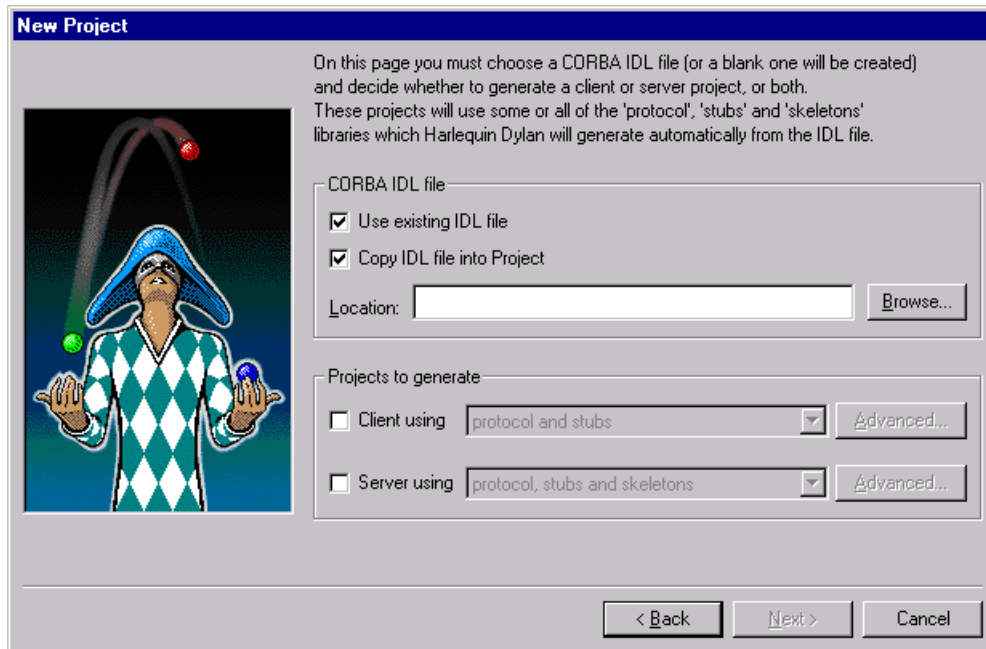 New Project
On this page you must choose a CORBA IDL file (or a blank one will be created)
and decide whether to generate a client or server project, or both.
These projects will use some or all of the 'protocol', 'stubs' and 'skeletons'
libraries which Harlequin Dylan will generate automatically from the IDL file.
CORBA IDL file
Use existing IDL file
Copy IDL file into Project
Location:
Browse...
Projects to generate
Client using
protocol and stubs
Advanced...
Server using
protocol, stubs and skeletons
Advanced...
< Back
Next >
Cancel